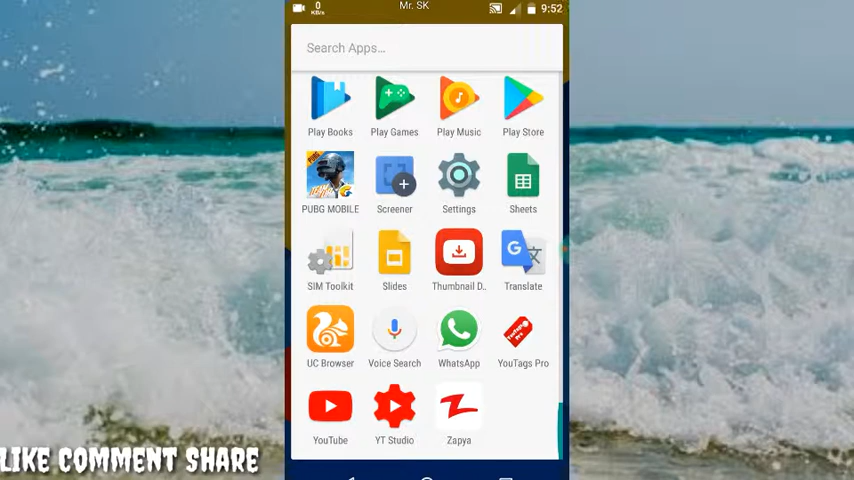 0 KB/s Mr. SK 9:52
Search Apps...
Play Books Play Games Play Music Play Store
PUBG MOBILE Screener Settings Sheets
SIM Toolkit Slides Thumbnail D.. Translate
UC Browser Voice Search WhatsApp YouTags Pro
YouTube YT Studio Zapya
LIKE COMMENT SHARE